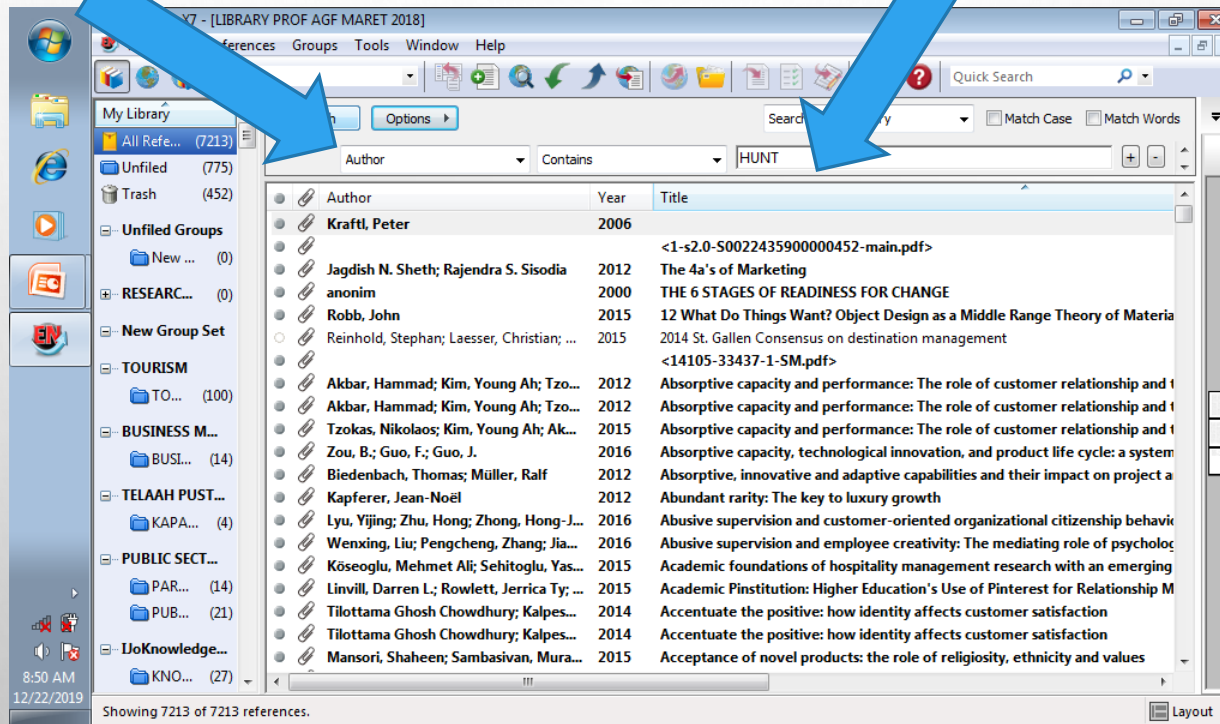 X7 - [LIBRARY PROF AGF MARET 2018]
Groups Tools Window Help
Quick Search
My Library
Options
Match Case Match Words
All Refe... (7213)
Author Contains HUNT + -
Unfiled (775)
Trash (452)
Author Year Title
Unfiled Groups
New ... (0)
RESEARC... (0)
New Group Set
TOURISM
TO... (100)
BUSINESS M...
BUSI... (14)
TELAAH PUST...
KAPA... (4)
PUBLIC SECT...
PAR... (14)
PUB... (21)
IJoKnowledge...
KNO... (27)
Kraftl, Peter 2006
<1-s2.0-S0022435900000452-main.pdf>
Jagdish N. Sheth; Rajendra S. Sisodia 2012 The 4a's of Marketing
anonim 2000 THE 6 STAGES OF READINESS FOR CHANGE
Robb, John 2015 12 What Do Things Want? Object Design as a Middle Range Theory of Materia
Reinhold, Stephan; Laesser, Christian; ... 2015 2014 St. Gallen Consensus on destination management
<14105-33437-1-SM.pdf>
Akbar, Hammad; Kim, Young Ah; Tzo... 2012 Absorptive capacity and performance: The role of customer relationship and t
Akbar, Hammad; Kim, Young Ah; Tzo... 2012 Absorptive capacity and performance: The role of customer relationship and t
Tzokas, Nikolaos; Kim, Young Ah; Ak... 2015 Absorptive capacity and performance: The role of customer relationship and t
Zou, B.; Guo, F.; Guo, J. 2016 Absorptive capacity, technological innovation, and product life cycle: a system
Biedenbach, Thomas; Müller, Ralf 2012 Absorptive, innovative and adaptive capabilities and their impact on project a
Kapferer, Jean-Noël 2012 Abundant rarity: The key to luxury growth
Lyu, Yijing; Zhu, Hong; Zhong, Hong-J... 2016 Abusive supervision and customer-oriented organizational citizenship behavio
Wenxing, Liu; Pengcheng, Zhang; Jia... 2016 Abusive supervision and employee creativity: The mediating role of psycholog
Köseoglu, Mehmet Ali; Sehitoglu, Yas... 2015 Academic foundations of hospitality management research with an emerging
Linvill, Darren L.; Rowlett, Jerrica Ty; ... 2015 Academic Pinstitution: Higher Education's Use of Pinterest for Relationship M
Tilottama Ghosh Chowdhury; Kalpes... 2014 Accentuate the positive: how identity affects customer satisfaction
Tilottama Ghosh Chowdhury; Kalpes... 2014 Accentuate the positive: how identity affects customer satisfaction
Mansori, Shaheen; Sambasivan, Mura... 2015 Acceptance of novel products: the role of religiosity, ethnicity and values
Showing 7213 of 7213 references.
Layout
EN
8:50 AM
12/22/2019